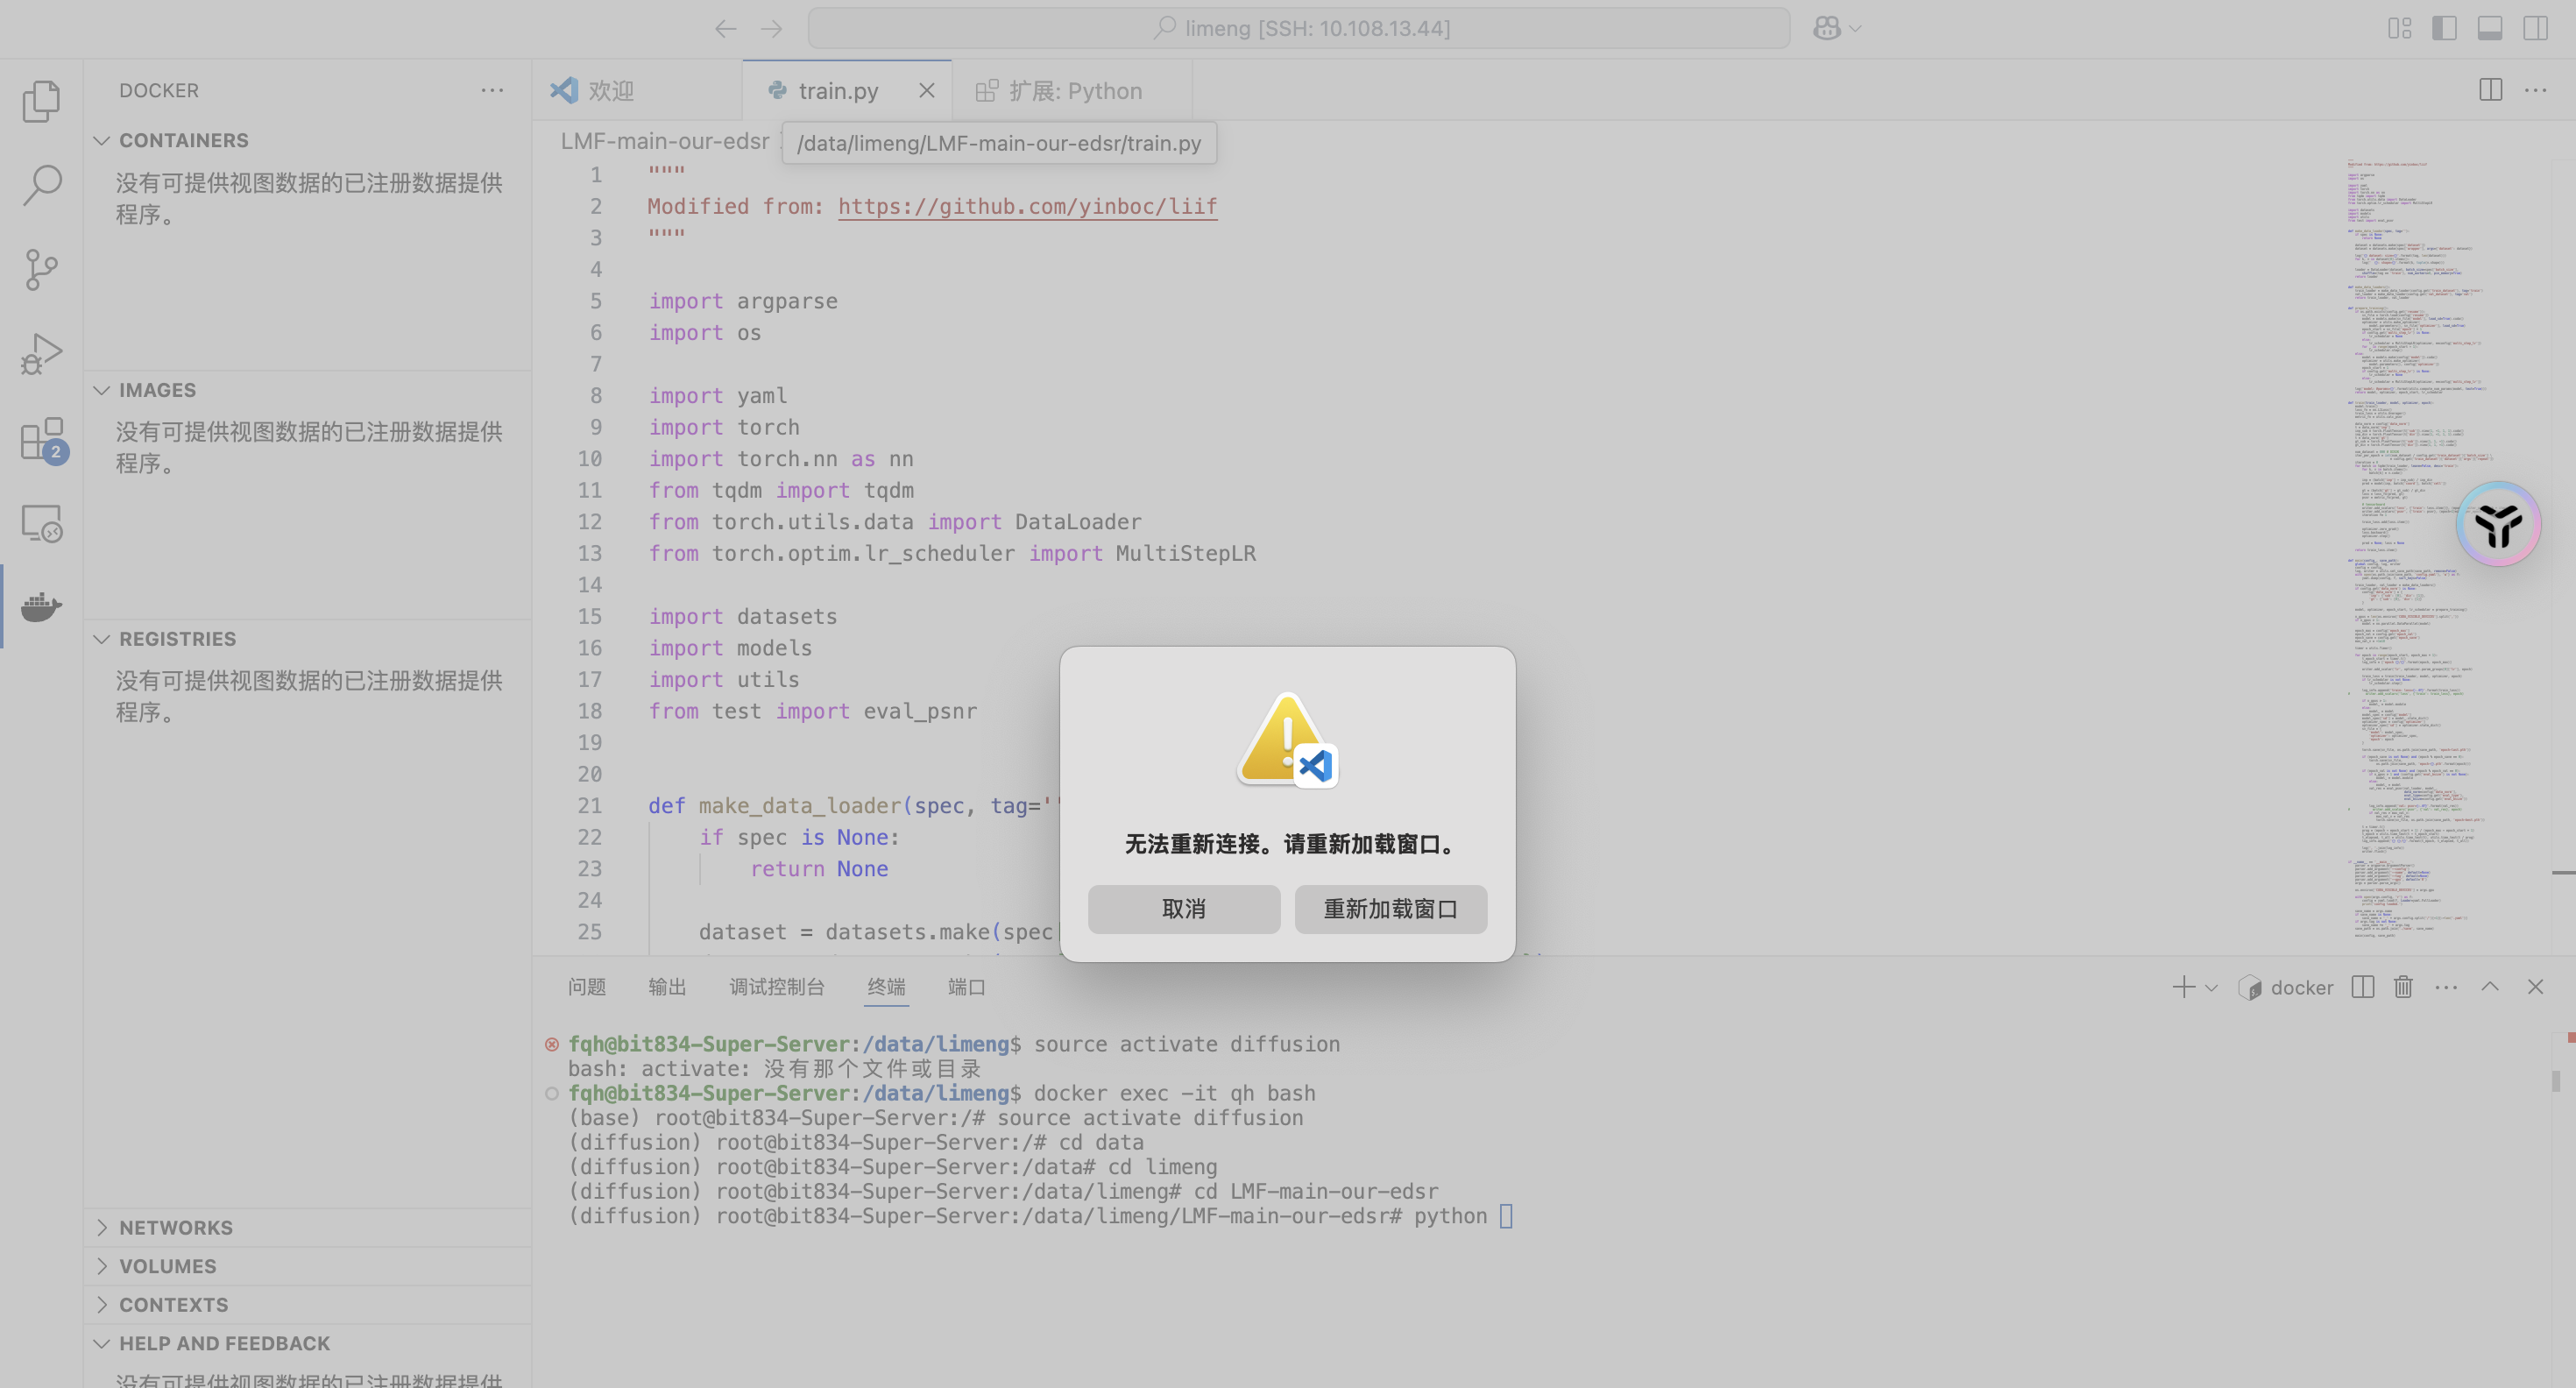 limeng [SSH: 10.108.13.44]
DOCKER
CONTAINERS
没有可提供视图数据的已注册数据提供
程序。
IMAGES
没有可提供视图数据的已注册数据提供
程序。
2
REGISTRIES
没有可提供视图数据的已注册数据提供
程序。
NETWORKS
VOLUMES
CONTEXTS
HELP AND FEEDBACK
没有可提供视图数据的已注册数据提供
欢迎
train.py
扩展: Python
LMF-main-our-edsr
/data/limeng/LMF-main-our-edsr/train.py
1 """
2 Modified from: https://github.com/yinboc/liif
3 """
4
5 import argparse
6 import os
7
8 import yaml
9 import torch
10 import torch.nn as nn
11 from tqdm import tqdm
12 from torch.utils.data import DataLoader
13 from torch.optim.lr_scheduler import MultiStepLR
14
15 import datasets
16 import models
17 import utils
18 from test import eval_psnr
19
20
21 def make_data_loader(spec, tag='
22 if spec is None:
23 return None
24
25 dataset = datasets.make(spec
无法重新连接。请重新加载窗口。
取消
重新加载窗口
问题 输出 调试控制台 终端 端口
docker
fqh@bit834-Super-Server:/data/limeng$ source activate diffusion
bash: activate: 没有那个文件或目录
fqh@bit834-Super-Server:/data/limeng$ docker exec -it qh bash
(base) root@bit834-Super-Server:/# source activate diffusion
(diffusion) root@bit834-Super-Server:/# cd data
(diffusion) root@bit834-Super-Server:/data# cd limeng
(diffusion) root@bit834-Super-Server:/data/limeng# cd LMF-main-our-edsr
(diffusion) root@bit834-Super-Server:/data/limeng/LMF-main-our-edsr# python